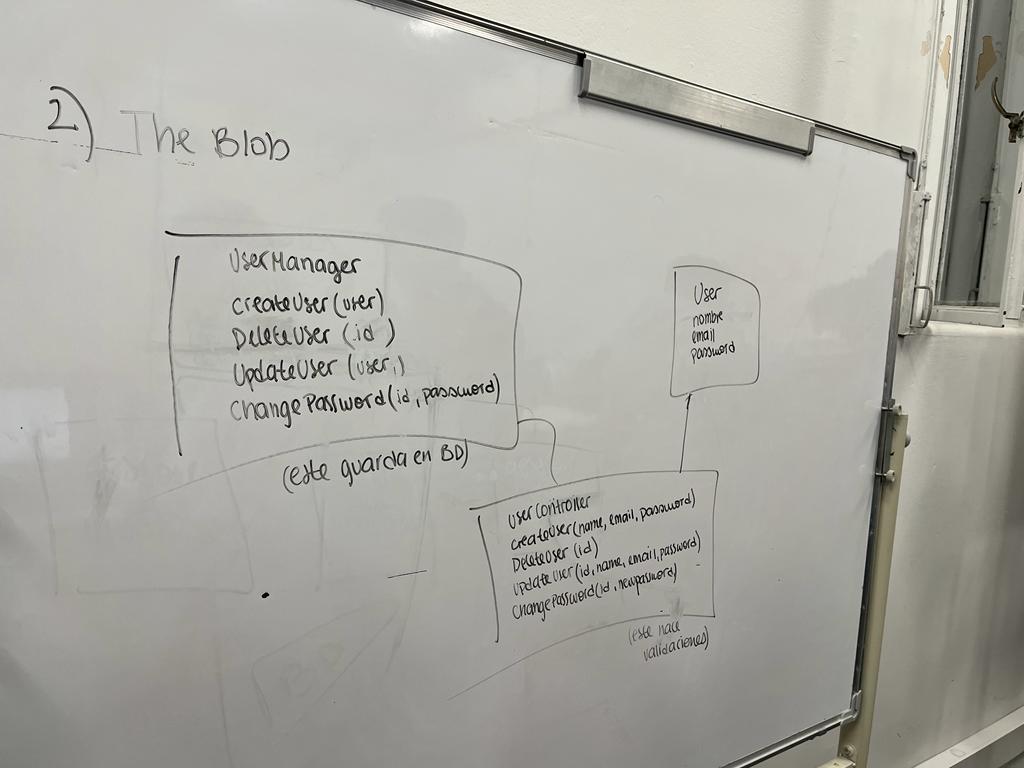 2) The Blob
UserManager
createUser(user)
DeleteUser (id)
UpdateUser (user)
changePassword(id, password)
(este guarda en BD)
User
nombre
email
password
UserController
createUser(name, email, password)
DeleteUser (id)
UpdateUser (id, name, email, password)
changePassword(id, newpassword)
(este hace
validaciones)